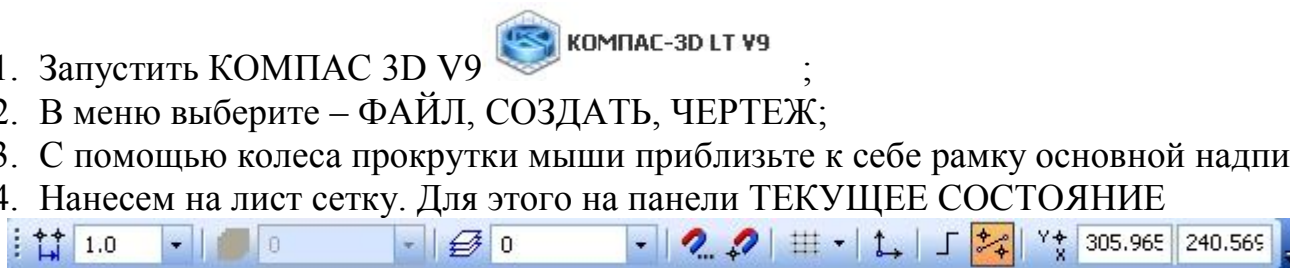 КОМПАС-3D LT V9
1. Запустить КОМПАС 3D V9 ;
2. В меню выберите – ФАЙЛ, СОЗДАТЬ, ЧЕРТЕЖ;
3. С помощью колеса прокрутки мыши приблизьте к себе рамку основной надпи
4. Нанесем на лист сетку. Для этого на панели ТЕКУЩЕЕ СОСТОЯНИЕ
1.0 0 0 Y X 305.965 240.569